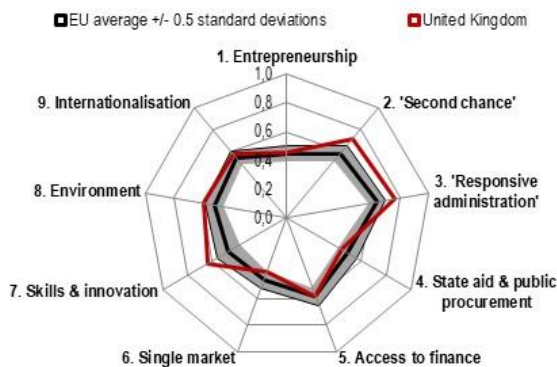 EU average +/- 0.5 standard deviations United Kingdom
1. Entrepreneurship
1,0
0,8
0,6
0,4
0,2
0,0
2. 'Second chance'
3. 'Responsive
administration'
4. State aid & public
procurement
5. Access to finance
6. Single market
7. Skills & innovation
8. Environment
9. Internationalisation